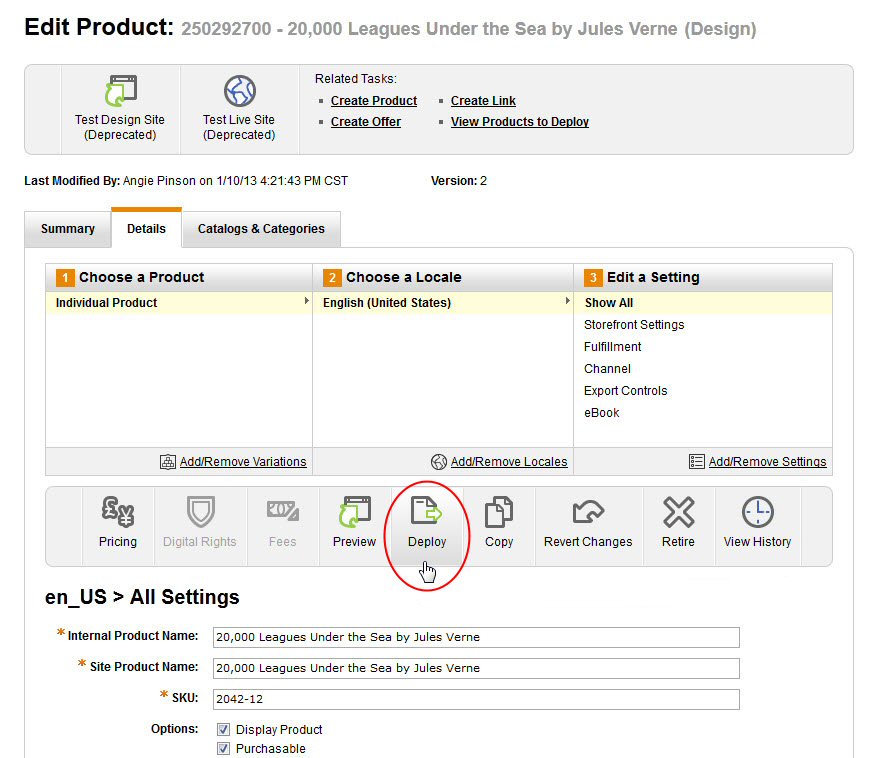 Edit Product: 250292700 - 20,000 Leagues Under the Sea by Jules Verne (Design)
Test Design Site
(Deprecated)
Test Live Site
(Deprecated)
Related Tasks:
Create Product
Create Link
Create Offer
View Products to Deploy
Last Modified By: Angie Pinson on 1/10/13 4:21:43 PM CST
Version: 2
Summary
Details
Catalogs & Categories
1 Choose a Product
2 Choose a Locale
3 Edit a Setting
Individual Product
English (United States)
Show All
Storefront Settings
Fulfillment
Channel
Export Controls
eBook
Add/Remove Variations
Add/Remove Locales
Add/Remove Settings
Pricing
Digital Rights
Fees
Preview
Deploy
Copy
Revert Changes
Retire
View History
en_US > All Settings
* Internal Product Name: 20,000 Leagues Under the Sea by Jules Verne
* Site Product Name: 20,000 Leagues Under the Sea by Jules Verne
* SKU: 2042-12
Options: Display Product
Purchasable